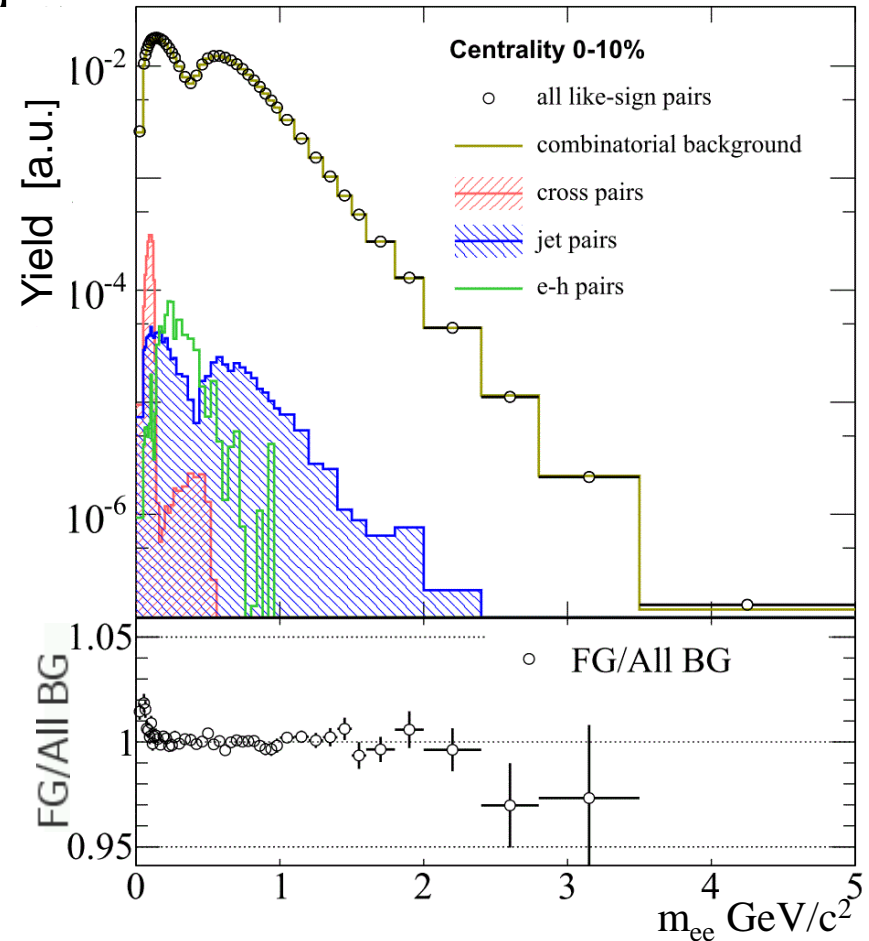 Centrality 0-10%
all like-sign pairs
combinatorial background
cross pairs
jet pairs
e-h pairs
Yield [a.u.]
10⁻²
10⁻⁴
10⁻⁶
FG/All BG
FG/All BG
1.05
1
0.95
0 1 2 3 4 5
mₑₑ GeV/c²